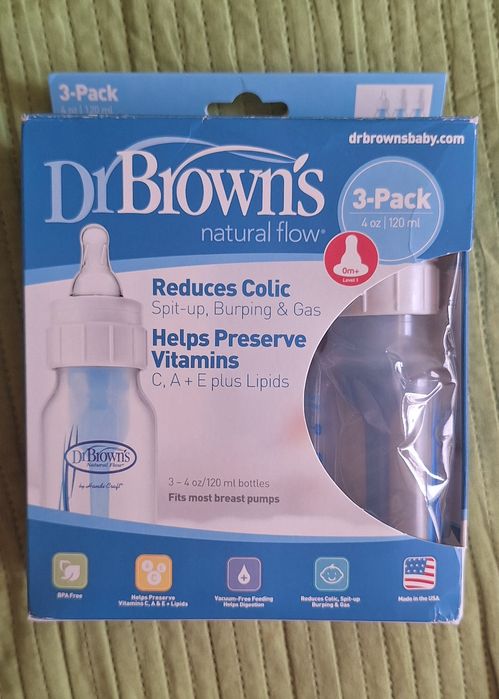 3-Pack
4 oz | 120 ml
drbrownsbaby.com
Dr Brown's
natural flow®
3-Pack
4 oz | 120 ml
0m+
Level 1
Reduces Colic
Spit-up, Burping & Gas
Helps Preserve
Vitamins
C, A + E plus Lipids
Dr Brown's
Natural Flow®
by Handi-Craft®
3 – 4 oz/120 ml bottles
Fits most breast pumps
BPA Free
Helps Preserve
Vitamins C, A & E + Lipids
Vacuum-Free Feeding
Helps Digestion
Reduces Colic, Spit-up
Burping & Gas
Made in the USA